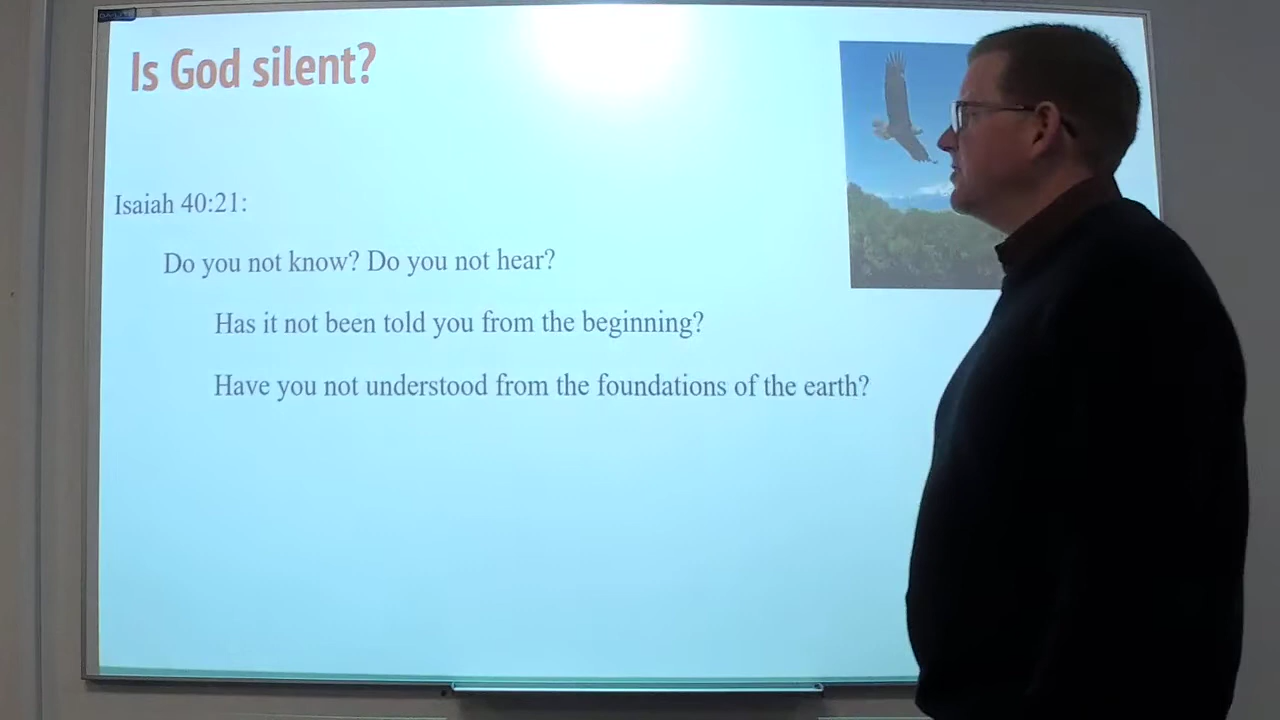 Is God silent?
Isaiah 40:21:
Do you not know? Do you not hear?
Has it not been told you from the beginning?
Have you not understood from the foundations of the earth?